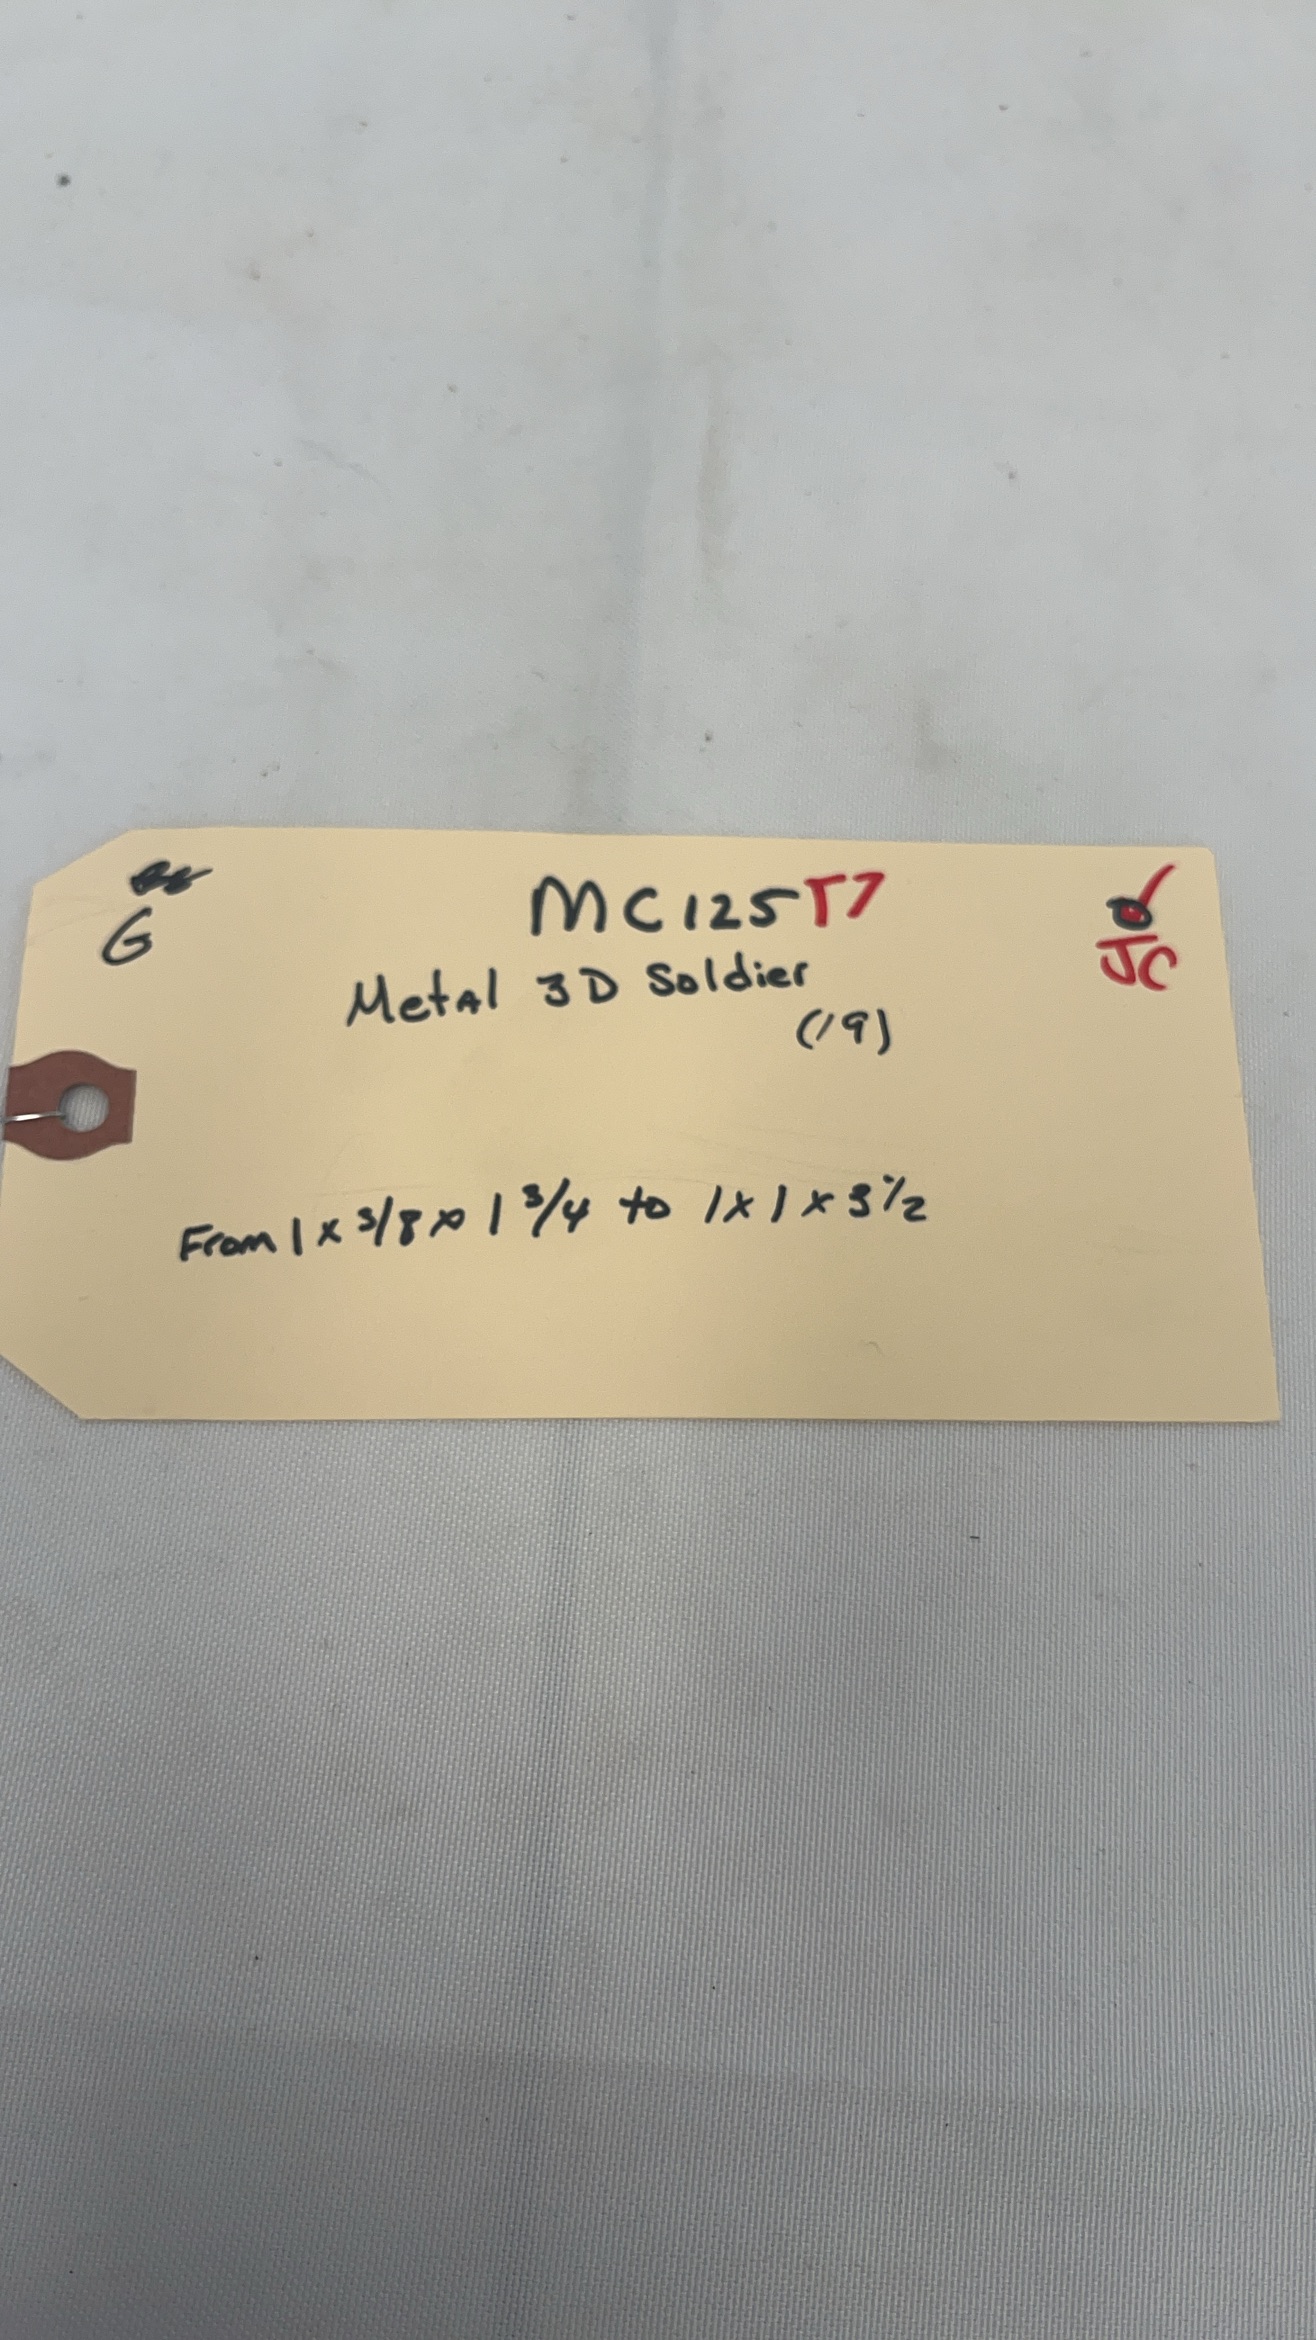 G
MC125T7
JC
Metal 3D Soldier
(19)
From 1 x 3/8 x 1 3/4 to 1 x 1 x 3 1/2